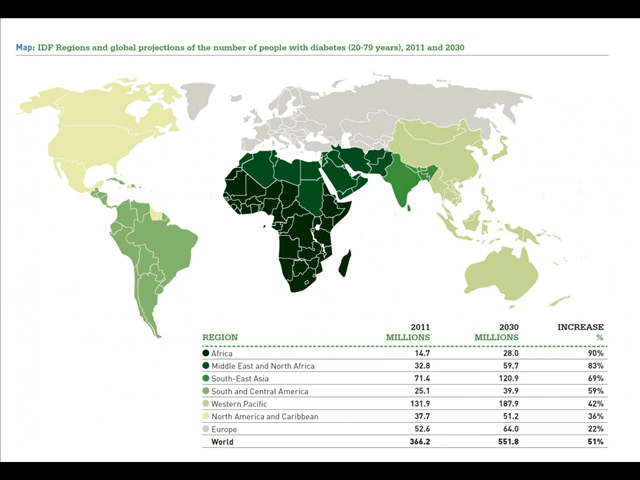 Map: IDF Regions and global projections of the number of people with diabetes (20-79 years), 2011 and 2030
2011 2030 INCREASE
REGION MILLIONS MILLIONS %
Africa 14.7 28.0 90%
Middle East and North Africa 32.8 59.7 83%
South-East Asia 71.4 120.9 69%
South and Central America 25.1 39.9 59%
Western Pacific 131.9 187.9 42%
North America and Caribbean 37.7 51.2 36%
Europe 52.6 64.0 22%
World 366.2 551.8 51%